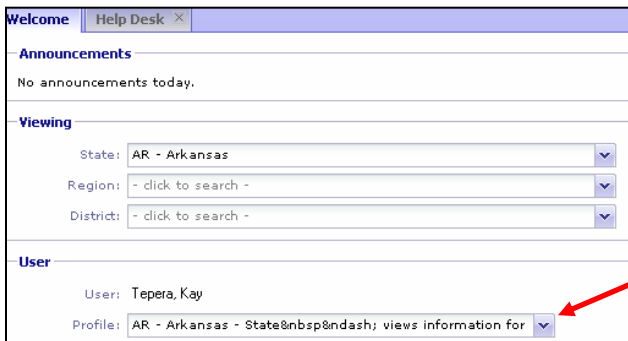 Welcome Help Desk ×
Announcements
No announcements today.
Viewing
State: AR - Arkansas
Region: - click to search -
District: - click to search -
User
User: Tepera, Kay
Profile: AR - Arkansas - State&nbsp&ndash; views information for